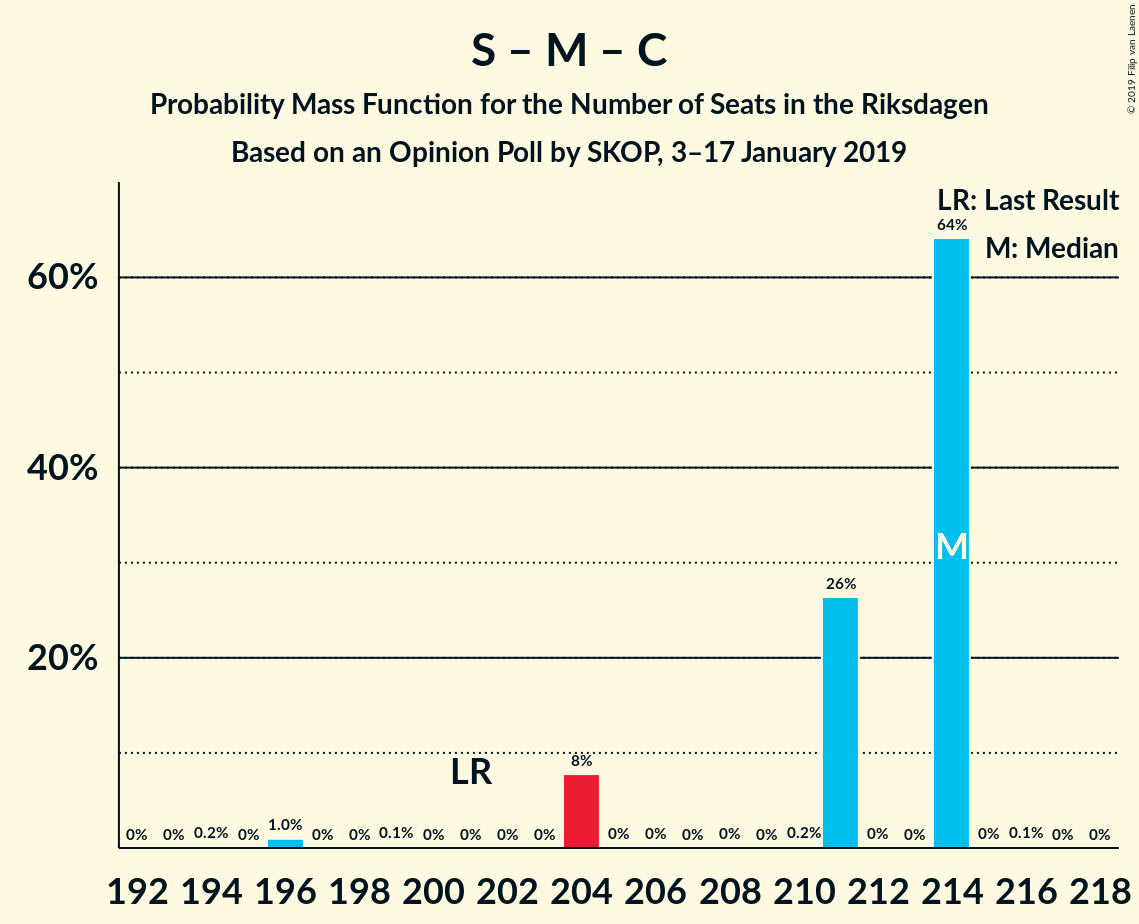 S – M – C
Probability Mass Function for the Number of Seats in the Riksdagen
Based on an Opinion Poll by SKOP, 3–17 January 2019
© 2019 Filip van Laenen
LR: Last Result
M: Median
60%
40%
20%
0% 0% 0.2% 0% 1.0% 0% 0% 0.1% 0% 0% 0% 0% 8% 0% 0% 0% 0% 0% 0.2% 26% 0% 0% 64% 0% 0.1% 0% 0%
LR
M
192 194 196 198 200 202 204 206 208 210 212 214 216 218